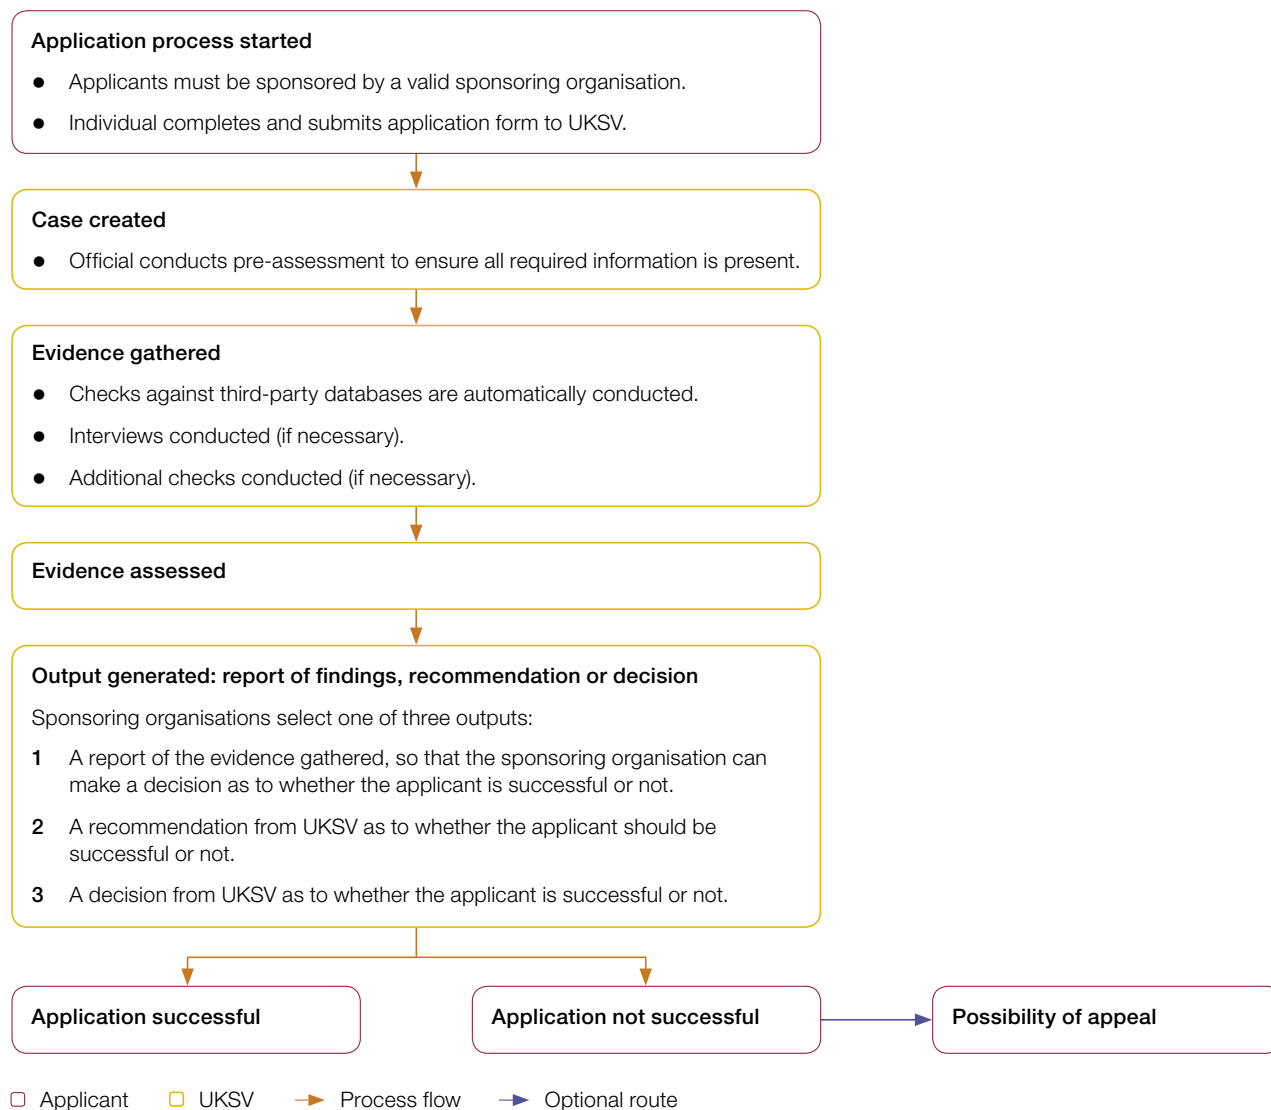 Application process started
● Applicants must be sponsored by a valid sponsoring organisation.
● Individual completes and submits application form to UKSV.
Case created
● Official conducts pre-assessment to ensure all required information is present.
Evidence gathered
● Checks against third-party databases are automatically conducted.
● Interviews conducted (if necessary).
● Additional checks conducted (if necessary).
Evidence assessed
Output generated: report of findings, recommendation or decision
Sponsoring organisations select one of three outputs:
1 A report of the evidence gathered, so that the sponsoring organisation can
make a decision as to whether the applicant is successful or not.
2 A recommendation from UKSV as to whether the applicant should be
successful or not.
3 A decision from UKSV as to whether the applicant is successful or not.
Application successful
Application not successful
Possibility of appeal
Applicant
UKSV
Process flow
Optional route